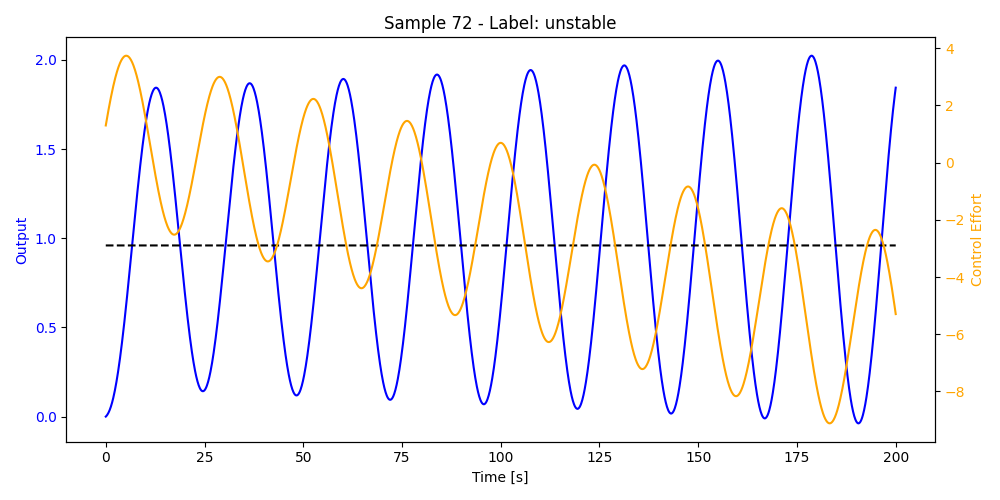 Sample 72 - Label: unstable
2.0
1.5
1.0
0.5
0.0
Output
4
2
0
−2
−4
−6
−8
Control Effort
0 25 50 75 100 125 150 175 200
Time [s]